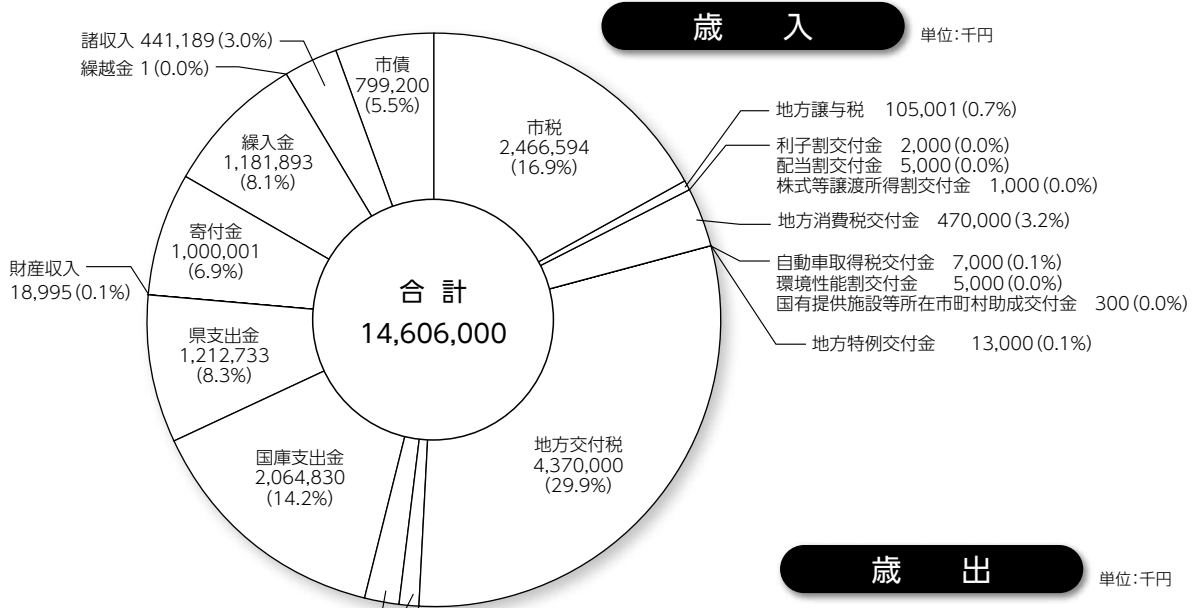 歳　入
単位:千円
諸収入 441,189(3.0%)
繰越金 1(0.0%)
市債
799,200
(5.5%)
市税
2,466,594
(16.9%)
地方譲与税 105,001(0.7%)
利子割交付金 2,000(0.0%)
配当割交付金 5,000(0.0%)
株式等譲渡所得割交付金 1,000(0.0%)
地方消費税交付金 470,000(3.2%)
自動車取得税交付金 7,000(0.1%)
環境性能割交付金 5,000(0.0%)
国有提供施設等所在市町村助成交付金 300(0.0%)
地方特例交付金 13,000(0.1%)
繰入金
1,181,893
(8.1%)
寄付金
1,000,001
(6.9%)
財産収入
18,995(0.1%)
県支出金
1,212,733
(8.3%)
合 計
14,606,000
国庫支出金
2,064,830
(14.2%)
地方交付税
4,370,000
(29.9%)
歳　出
単位:千円